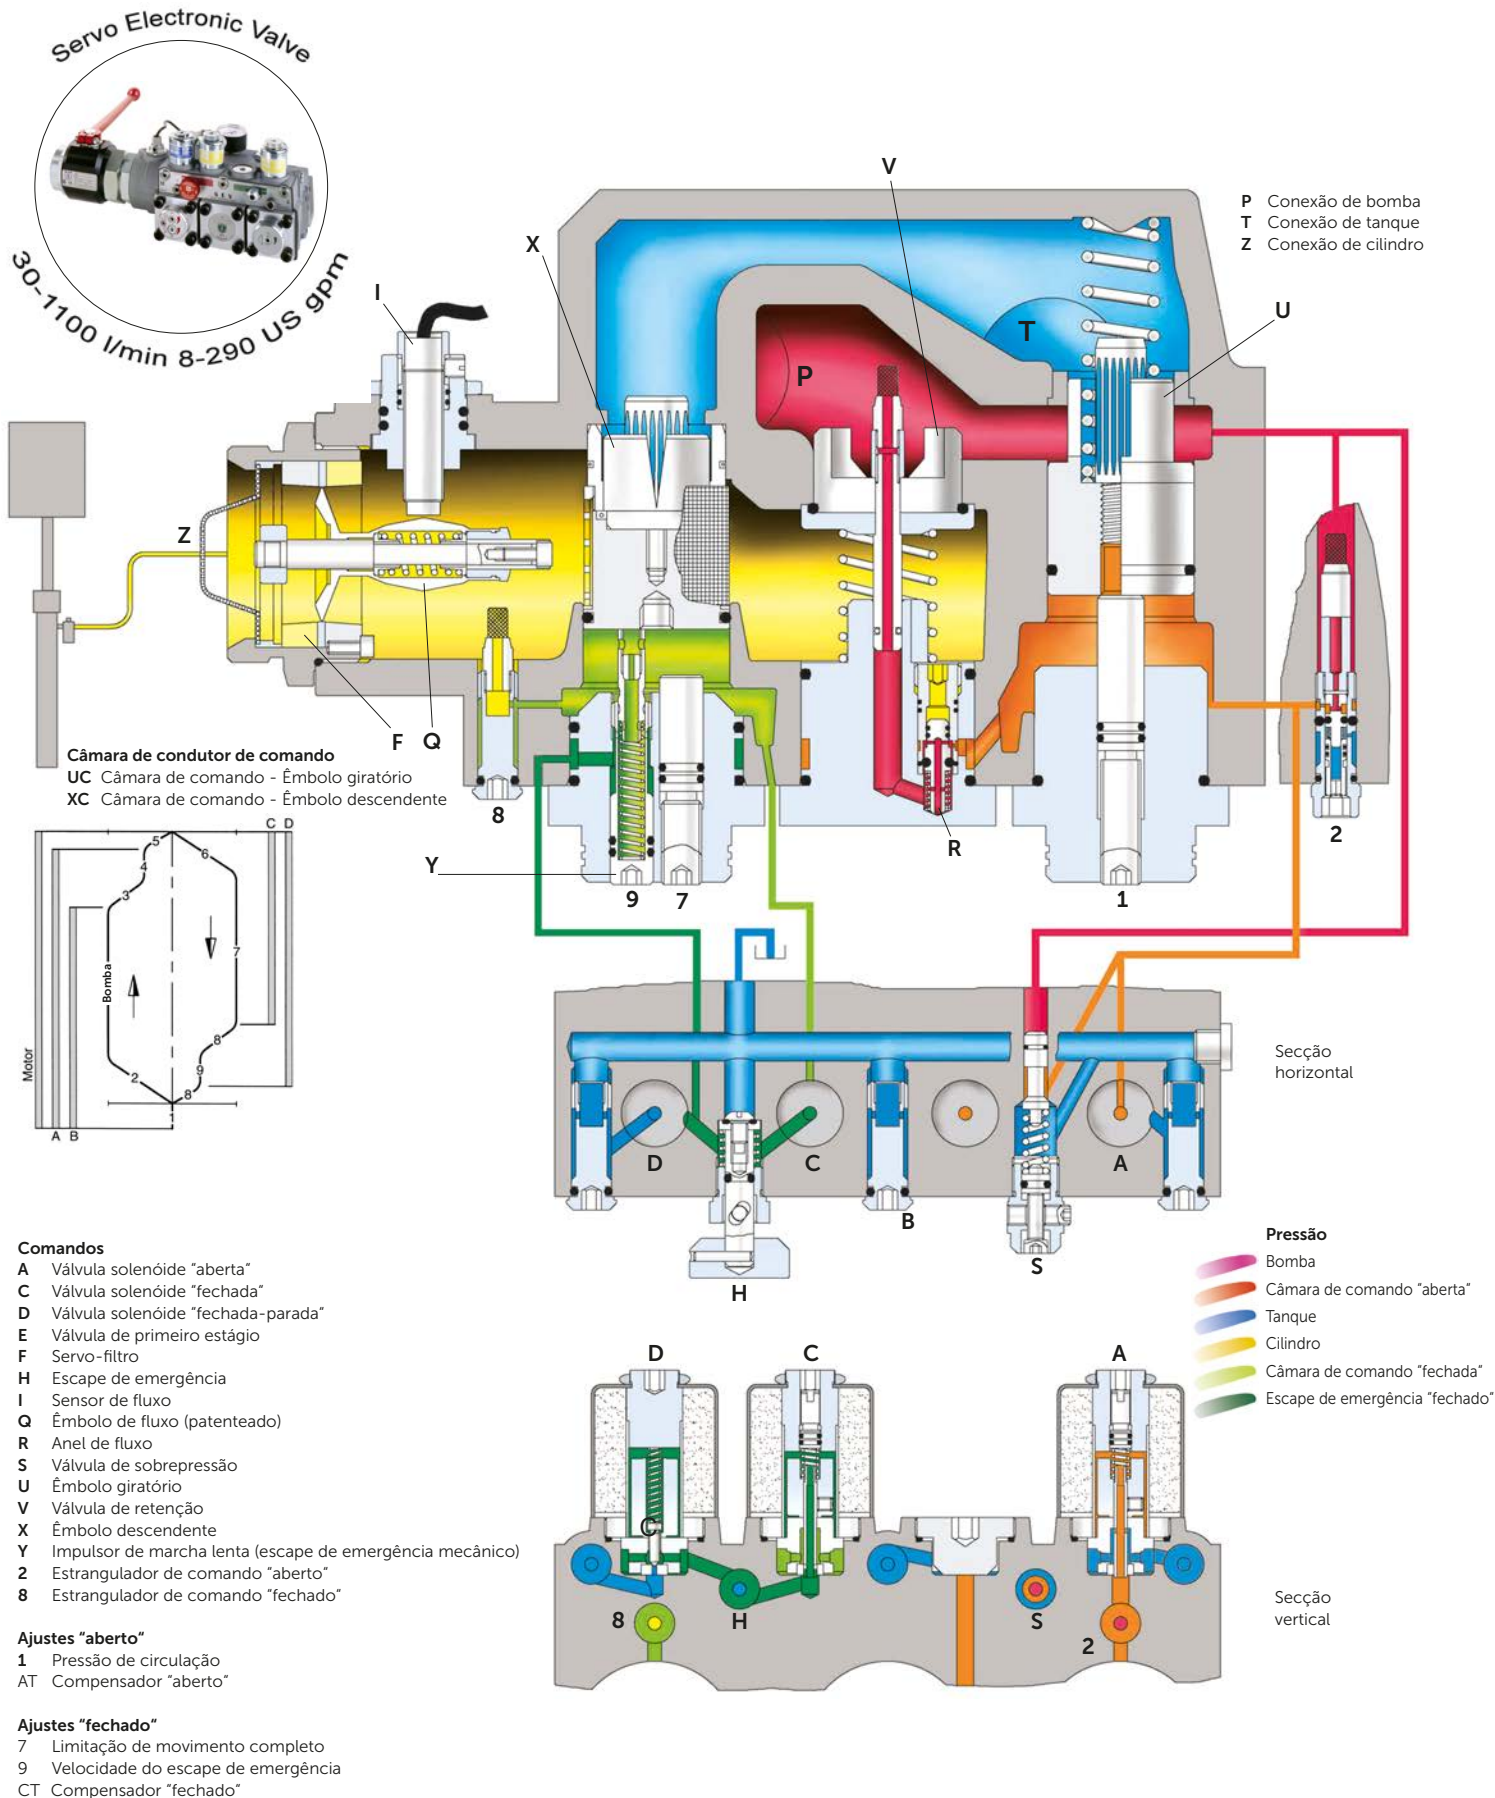 Servo Electronic Valve
30-1100 l/min 8-290 US gpm
V
P Conexão de bomba
T Conexão de tanque
Z Conexão de cilindro
X
I
U
T
P
Z
F Q
Câmara de condutor de comando
UC Câmara de comando - Êmbolo giratório
XC Câmara de comando - Êmbolo descendente
8
R
2
Y
9 7
1
C D
5
6
4
3
7
Bomba
8
9
2
8
1
Motor
A B
Secção
horizontal
D
C
A
B
S
H
Comandos
A Válvula solenóide “aberta”
C Válvula solenóide “fechada”
D Válvula solenóide “fechada-parada”
E Válvula de primeiro estágio
F Servo-filtro
H Escape de emergência
I Sensor de fluxo
Q Êmbolo de fluxo (patenteado)
R Anel de fluxo
S Válvula de sobrepressão
U Êmbolo giratório
V Válvula de retenção
X Êmbolo descendente
Y Impulsor de marcha lenta (escape de emergência mecânico)
2 Estrangulador de comando “aberto”
8 Estrangulador de comando “fechado”
Ajustes “aberto”
1 Pressão de circulação
AT Compensador “aberto”
Ajustes “fechado”
7 Limitação de movimento completo
9 Velocidade do escape de emergência
CT Compensador “fechado”
Pressão
Bomba
Câmara de comando “aberta”
Tanque
Cilindro
Câmara de comando “fechada”
Escape de emergência “fechado”
D C A
C
8 H S
2
Secção
vertical